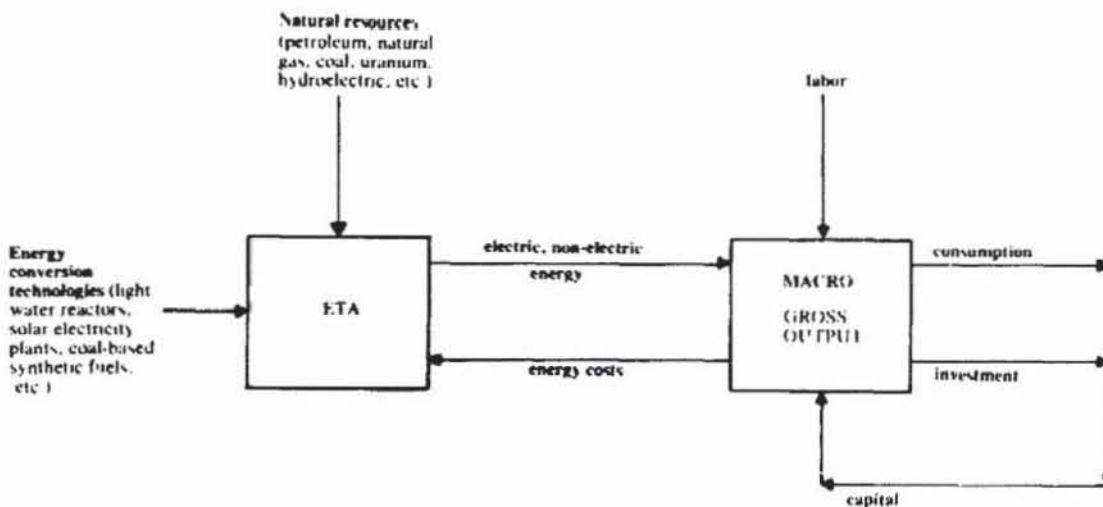 Natural resources
(petroleum, natural
gas, coal, uranium,
hydroelectric, etc.)
labor
Energy
conversion
technologies (light
water reactors,
solar electricity
plants, coal-based
synthetic fuels,
etc.)
ETA
electric, non-electric
energy
energy costs
MACRO
GROSS
OUTPUT
consumption
investment
capital